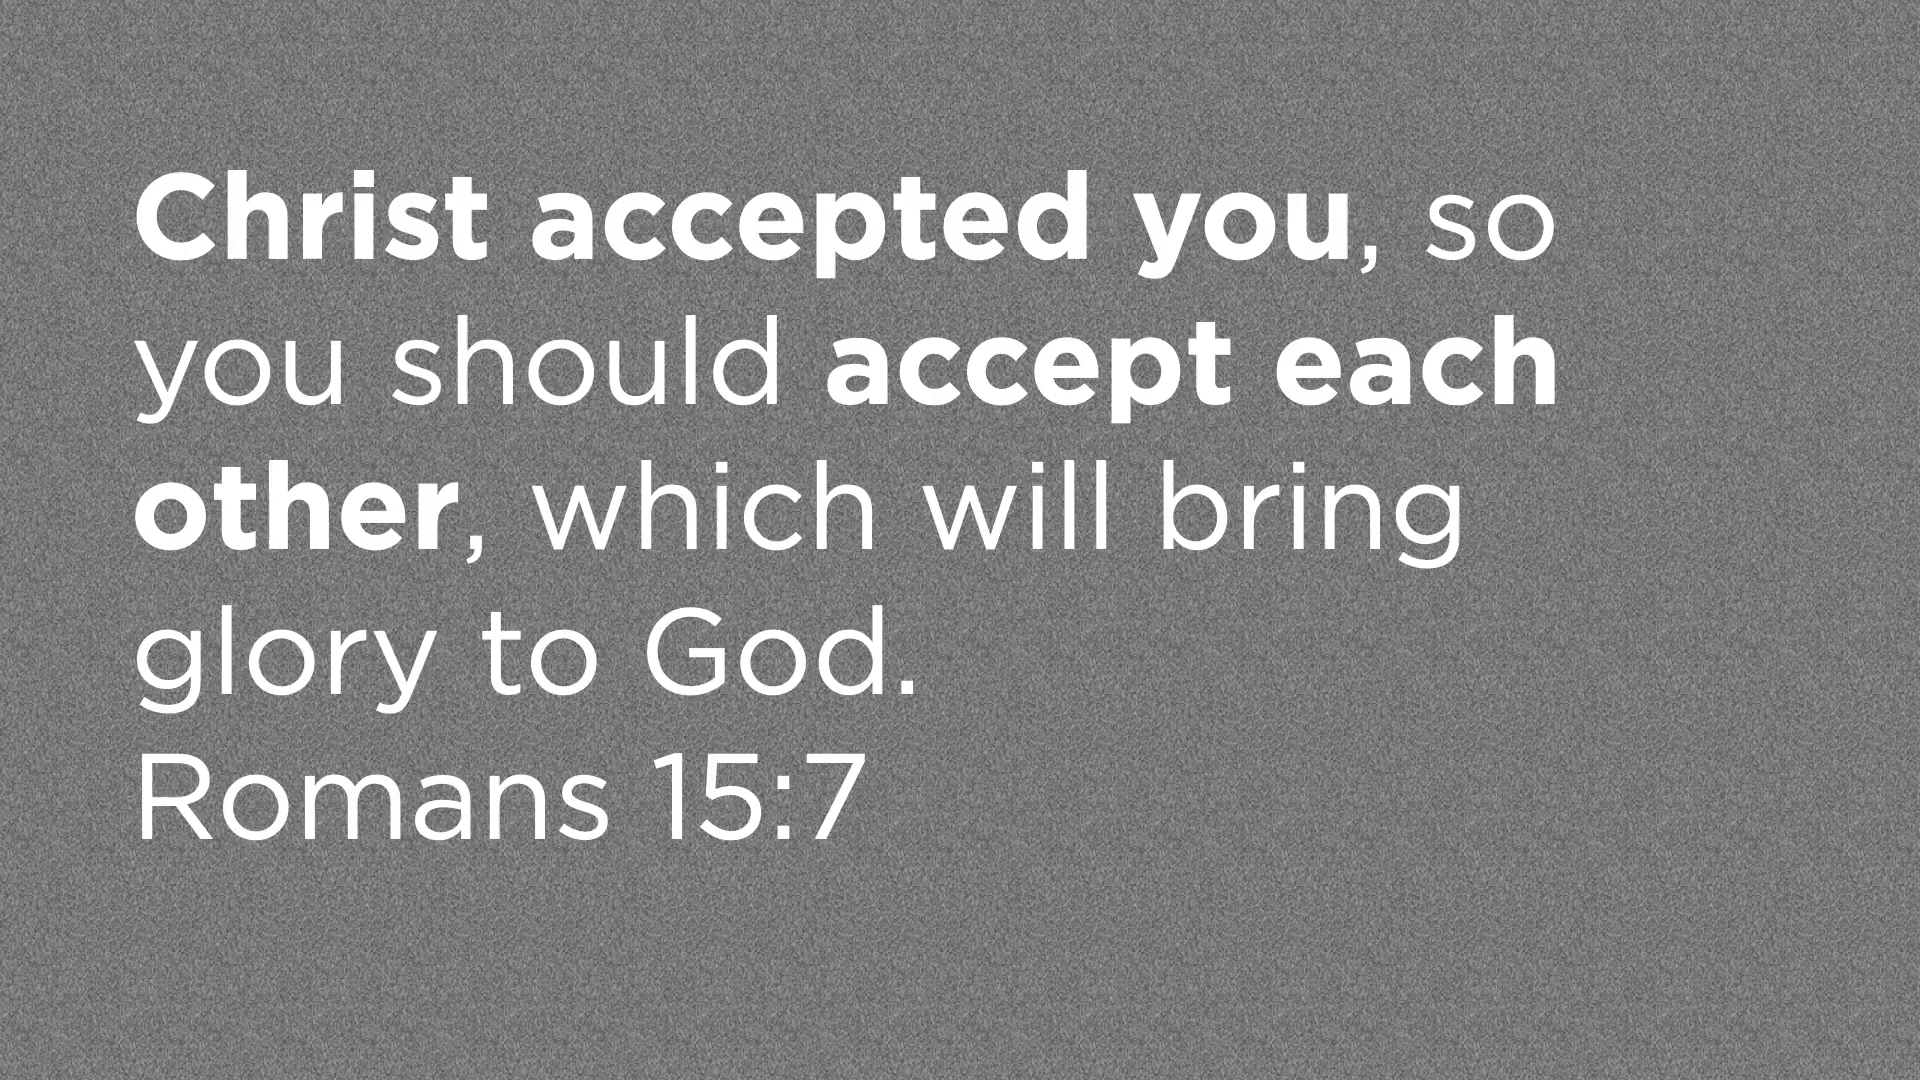 Christ accepted you, so
you should accept each
other, which will bring
glory to God.
Romans 15:7